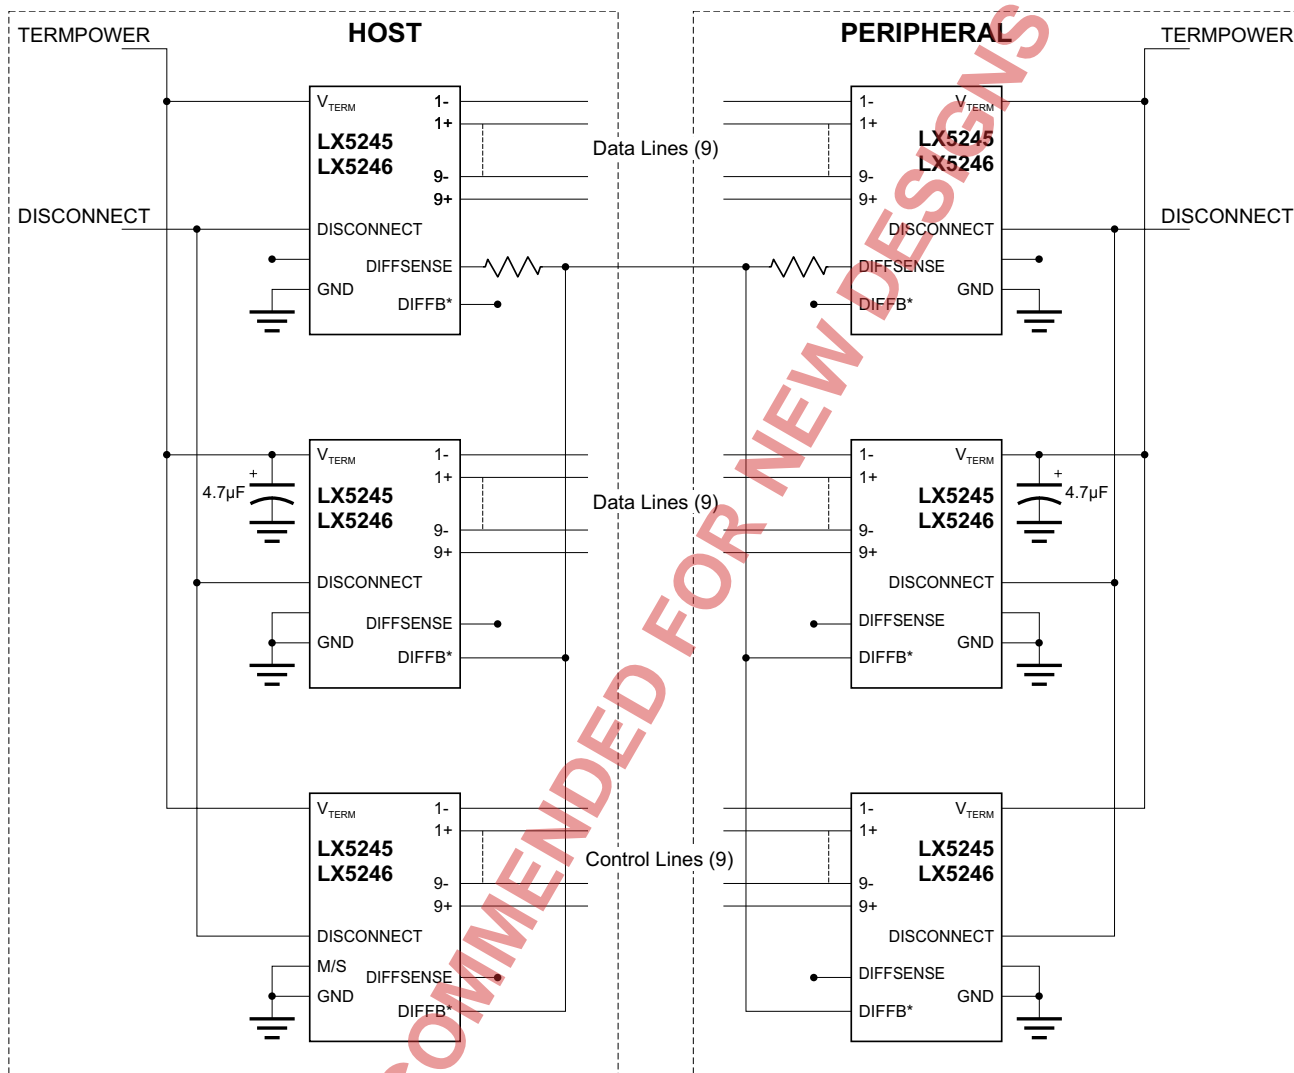 HOST
PERIPHERAL
TERMPOWER
TERMPOWER
VTERM
LX5245
LX5246
1-
1+
9-
9+
DISCONNECT
DIFFSENSE
GND
DIFFB*
Data Lines (9)
1-
1+
9-
9+
VTERM
LX5245
LX5246
DISCONNECT
DIFFSENSE
GND
DIFFB*
DISCONNECT
DISCONNECT
+
4.7µF
VTERM
LX5245
LX5246
1-
1+
9-
9+
DISCONNECT
DIFFSENSE
GND
DIFFB*
Data Lines (9)
1-
1+
9-
9+
VTERM
LX5245
LX5246
DISCONNECT
DIFFSENSE
GND
DIFFB*
+
4.7µF
VTERM
LX5245
LX5246
1-
1+
9-
9+
DISCONNECT
M/S
DIFFSENSE
GND
DIFFB*
Control Lines (9)
1-
1+
9-
9+
VTERM
LX5245
LX5246
DISCONNECT
DIFFSENSE
GND
DIFFB*
COMMENDED FOR NEW DESIGNS